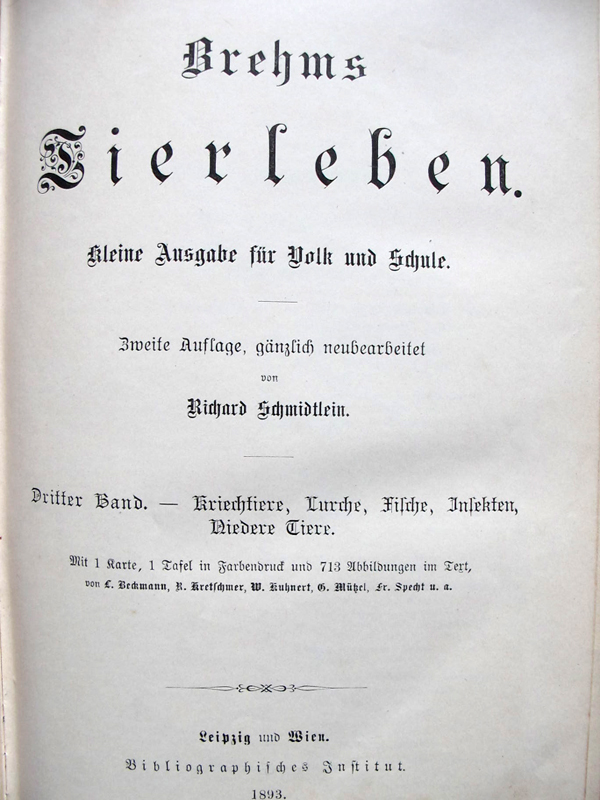 Brehms
Tierleben.
Kleine Ausgabe für Volk und Schule.
Zweite Auflage, gänzlich neubearbeitet
von
Richard Schmidtlein.
Dritter Band. — Kriechtiere, Lurche, Fische, Insekten,
Niedere Tiere.
Mit 1 Karte, 1 Tafel in Farbendruck und 713 Abbildungen im Text,
von L. Beckmann, R. Kretschmer, W. Kuhnert, G. Mützel, Fr. Specht u. a.
Leipzig und Wien.
Bibliographisches Institut.
1893.